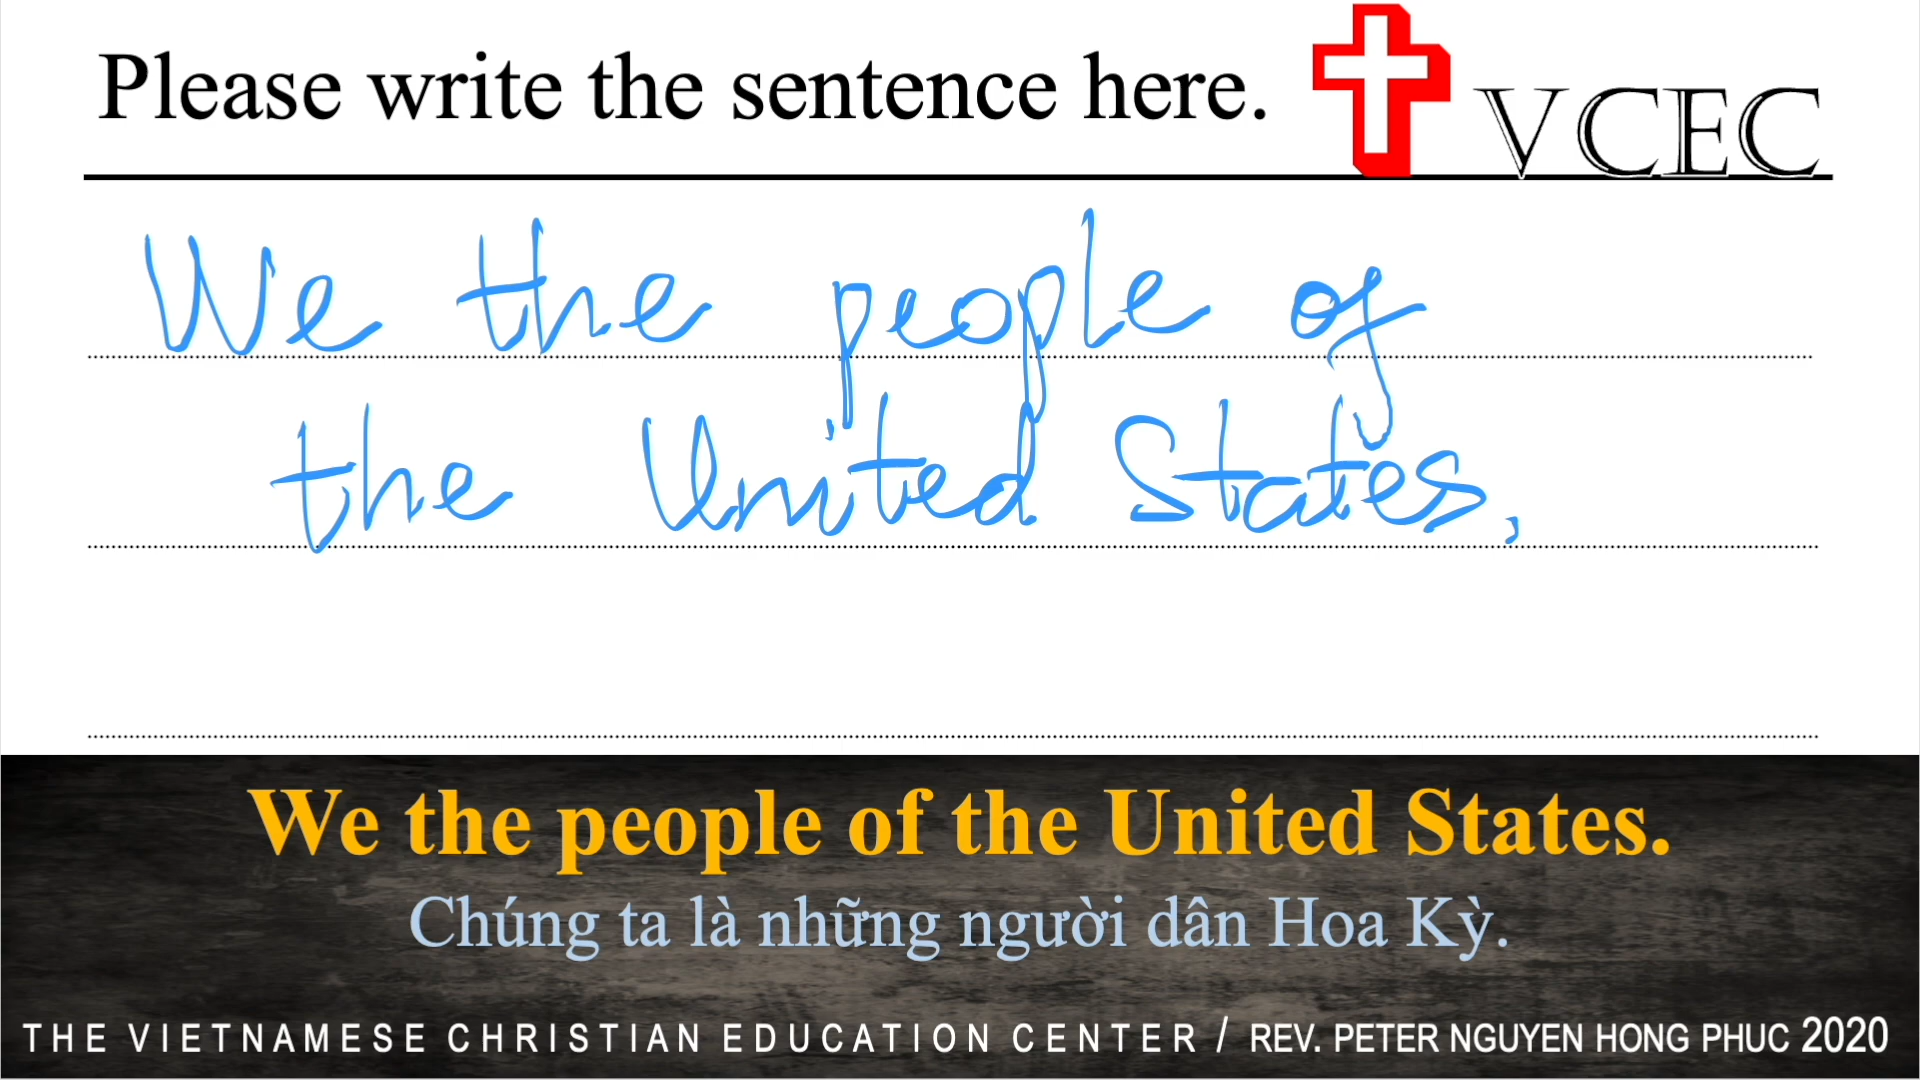 Please write the sentence here.
VCEC
We the people of
the United States.
We the people of the United States.
Chúng ta là những người dân Hoa Kỳ.
THE VIETNAMESE CHRISTIAN EDUCATION CENTER / REV. PETER NGUYEN HONG PHUC 2020